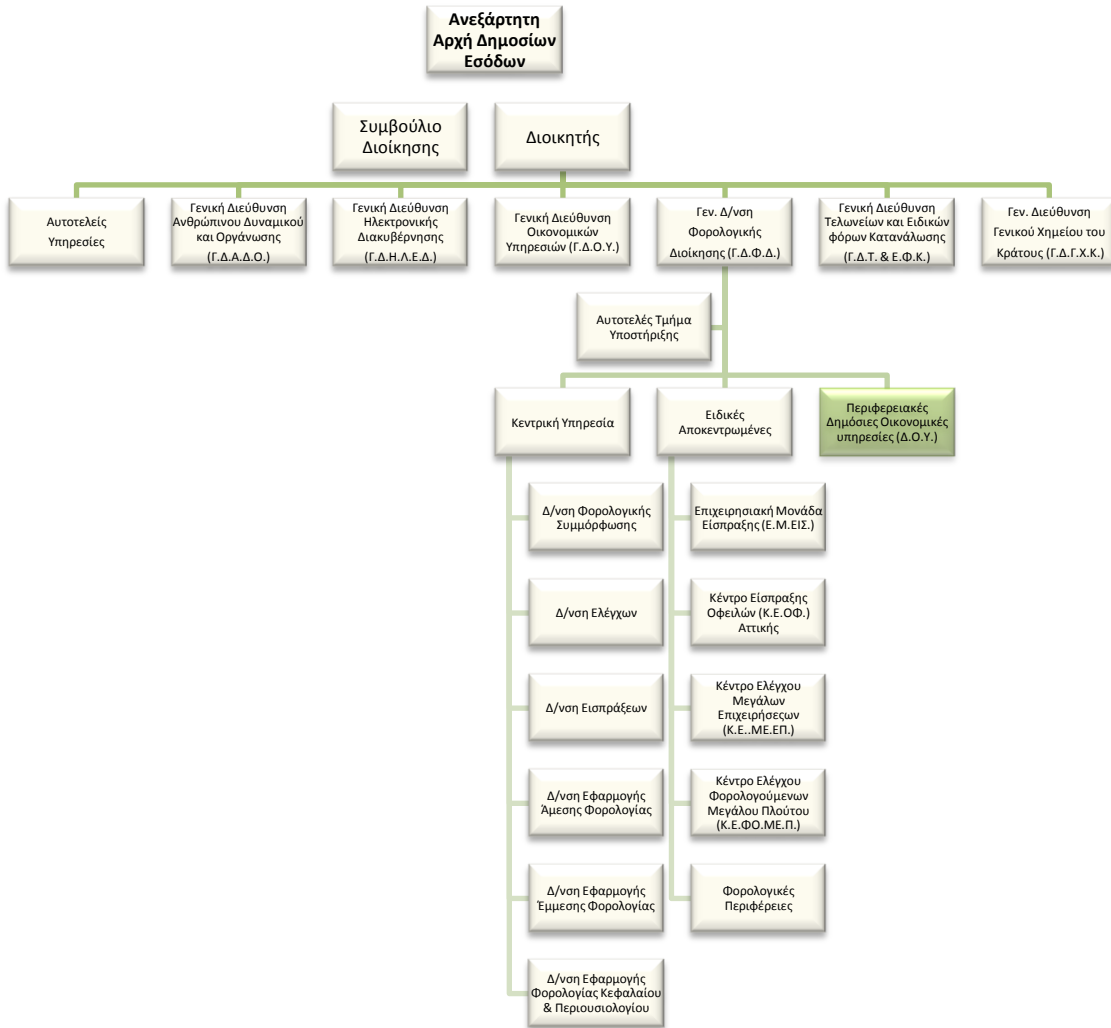 Ανεξάρτητη
Αρχή Δημοσίων
Εσόδων
Συμβούλιο
Διοίκησης
Διοικητής
Αυτοτελείς
Υπηρεσίες
Γενική Διεύθυνση
Ανθρώπινου Δυναμικού
και Οργάνωσης
(Γ.Δ.Α.Δ.Ο.)
Γενική Διεύθυνση
Ηλεκτρονικής
Διακυβέρνησης
(Γ.Δ.Η.Λ.Ε.Δ.)
Γενική Διεύθυνση
Οικονομικών
Υπηρεσιών (Γ.Δ.Ο.Υ.)
Γεν. Δ/νση
Φορολογικής
Διοίκησης (Γ.Δ.Φ.Δ.)
Γενική Διεύθυνση
Τελωνείων και Ειδικών
φόρων Κατανάλωσης
(Γ.Δ.Τ. & Ε.Φ.Κ.)
Γεν. Διεύθυνση
Γενικού Χημείου του
Κράτους (Γ.Δ.Γ.Χ.Κ.)
Αυτοτελές Τμήμα
Υποστήριξης
Κεντρική Υπηρεσία
Ειδικές
Αποκεντρωμένες
Περιφερειακές
Δημόσιες Οικονομικές
υπηρεσίες (Δ.Ο.Υ.)
Δ/νση Φορολογικής
Συμμόρφωσης
Δ/νση Ελέγχων
Δ/νση Εισπράξεων
Δ/νση Εφαρμογής
Άμεσης Φορολογίας
Δ/νση Εφαρμογής
Έμμεσης Φορολογίας
Δ/νση Εφαρμογής
Φορολογίας Κεφαλαίου
& Περιουσιολογίου
Επιχειρησιακή Μονάδα
Είσπραξης (Ε.Μ.ΕΙΣ.)
Κέντρο Είσπραξης
Οφειλών (Κ.Ε.ΟΦ.)
Αττικής
Κέντρο Ελέγχου
Μεγάλων
Επιχειρήσεςων
(Κ.Ε..ΜΕ.ΕΠ.)
Κέντρο Ελέγχου
Φορολογούμενων
Μεγάλου Πλούτου
(Κ.Ε.ΦΟ.ΜΕ.Π.)
Φορολογικές
Περιφέρειες